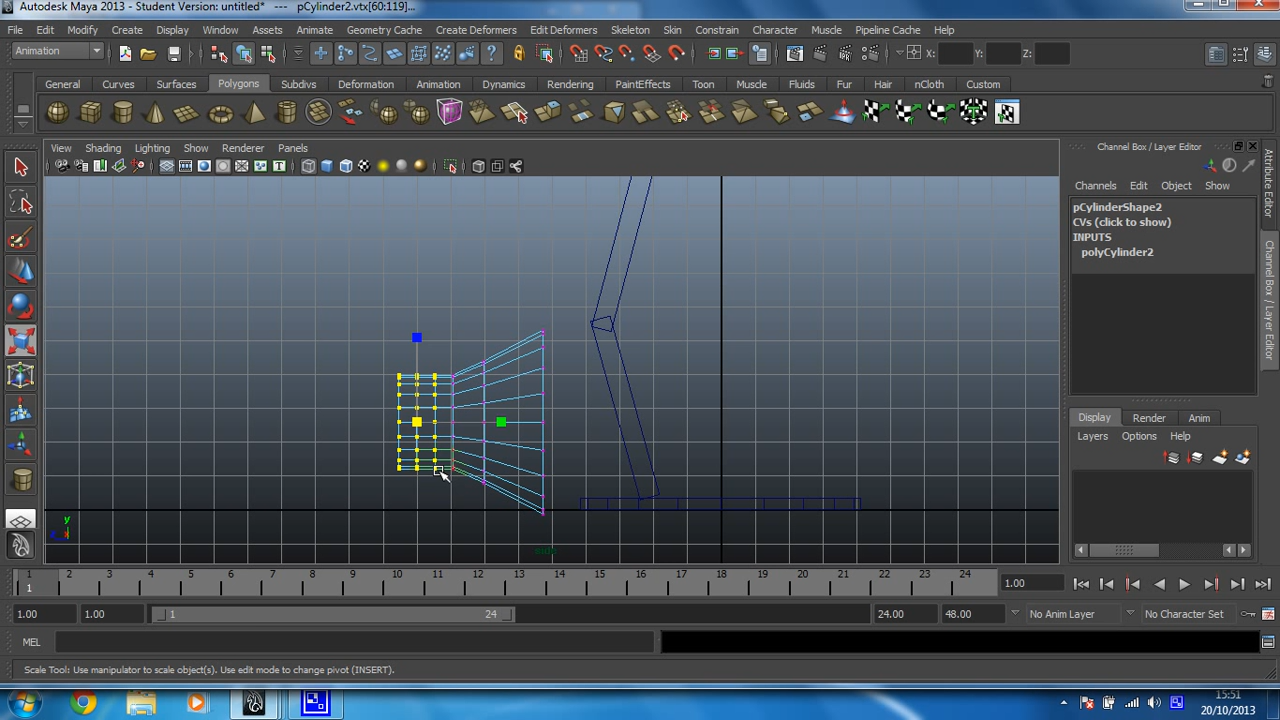 Autodesk Maya 2013 - Student Version: untitled*   ---   pCylinder2.vtx[60:119]...
File Edit Modify Create Display Window Assets Animate Geometry Cache Create Deformers Edit Deformers Skeleton Skin Constrain Character Muscle Pipeline Cache Help
Animation X: Y: Z:
General Curves Surfaces Polygons Subdivs Deformation Animation Dynamics Rendering PaintEffects Toon Muscle Fluids Fur Hair nCloth Custom
View Shading Lighting Show Renderer Panels
Channel Box / Layer Editor
Channels Edit Object Show
pCylinderShape2
CVs (click to show)
INPUTS
polyCylinder2
Attribute Editor
Channel Box / Layer Editor
Display Render Anim
Layers Options Help
y
x
1 2 3 4 5 6 7 8 9 10 11 12 13 14 15 16 17 18 19 20 21 22 23 24
1 1.00
1.00 1.00 1 24 24.00 48.00 No Anim Layer No Character Set
MEL
Scale Tool: Use manipulator to scale object(s). Use edit mode to change pivot (INSERT).
15:51
20/10/2013